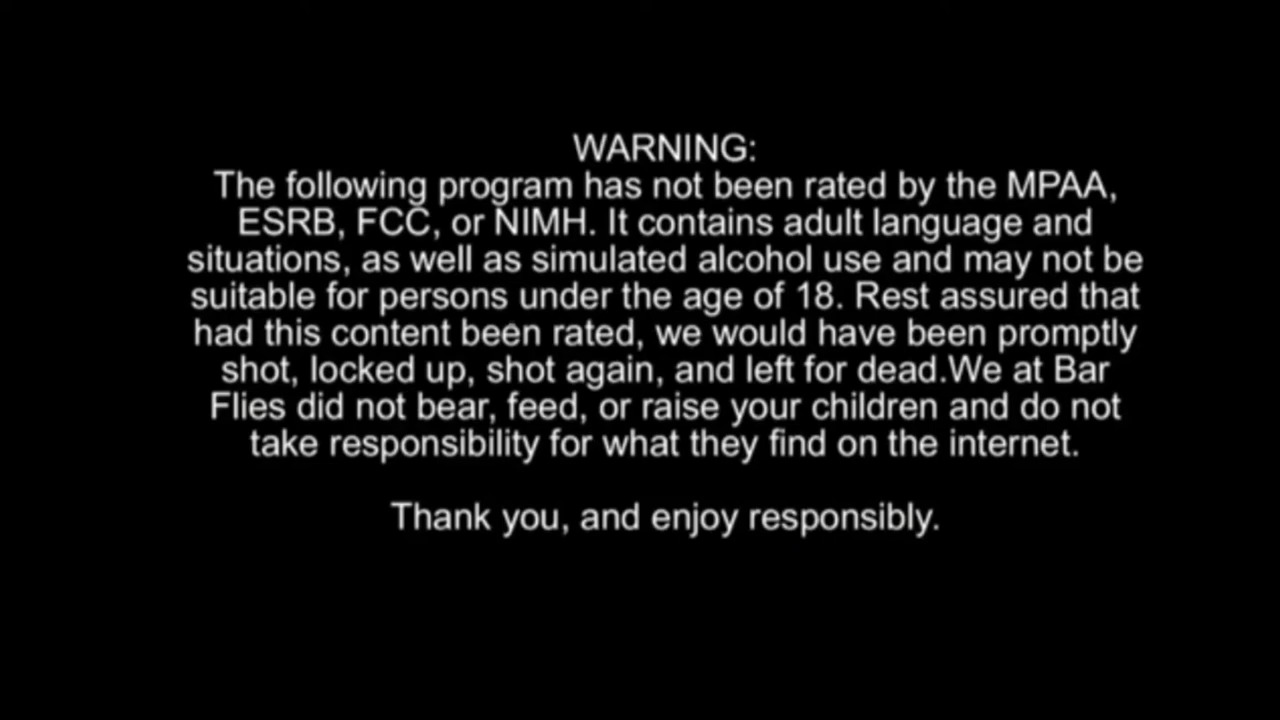 WARNING:
The following program has not been rated by the MPAA,
ESRB, FCC, or NIMH. It contains adult language and
situations, as well as simulated alcohol use and may not be
suitable for persons under the age of 18. Rest assured that
had this content been rated, we would have been promptly
shot, locked up, shot again, and left for dead.We at Bar
Flies did not bear, feed, or raise your children and do not
take responsibility for what they find on the internet.
Thank you, and enjoy responsibly.